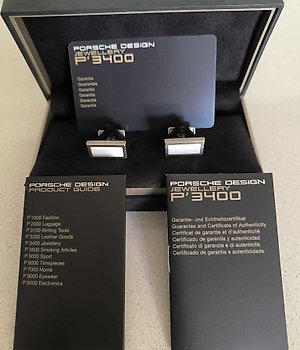 PORSCHE DESIGN
JEWELLERY
P'3400
Garantie
Guarantee
Garantie
Garantía
Garanzia
Garantia
PORSCHE DESIGN
PRODUCT GUIDE
P'1000 Fashion
P'2000 Luggage
P'3100 Writing Tools
P'3300 Leather Goods
P'3400 Jewellery
P'3600 Smoking Articles
P'5000 Sport
P'6000 Timepieces
P'7000 Home
P'8000 Eyewear
P'9000 Electronics
PORSCHE DESIGN
JEWELLERY
P'3400
Garantie- und Echtheitszertifikat
Guarantee and Certificate of Authenticity
Certificat de garantie et d'authenticité
Certificado de garantía y autenticidad
Certificato di garanzia e di autenticità
Certificado de garantia e autenticidade